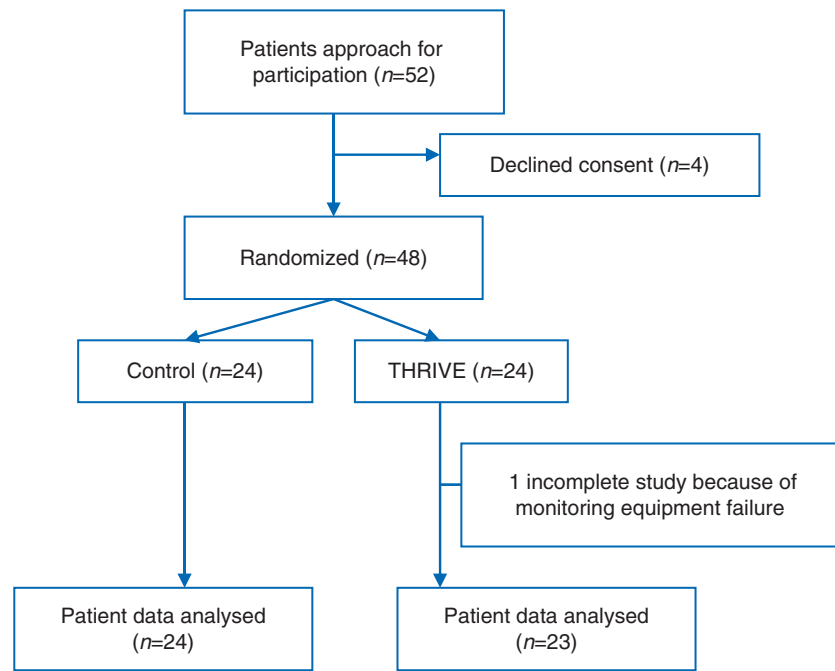 Patients approach for
participation (n=52)
Declined consent (n=4)
Randomized (n=48)
Control (n=24)
THRIVE (n=24)
1 incomplete study because of
monitoring equipment failure
Patient data analysed
(n=24)
Patient data analysed
(n=23)